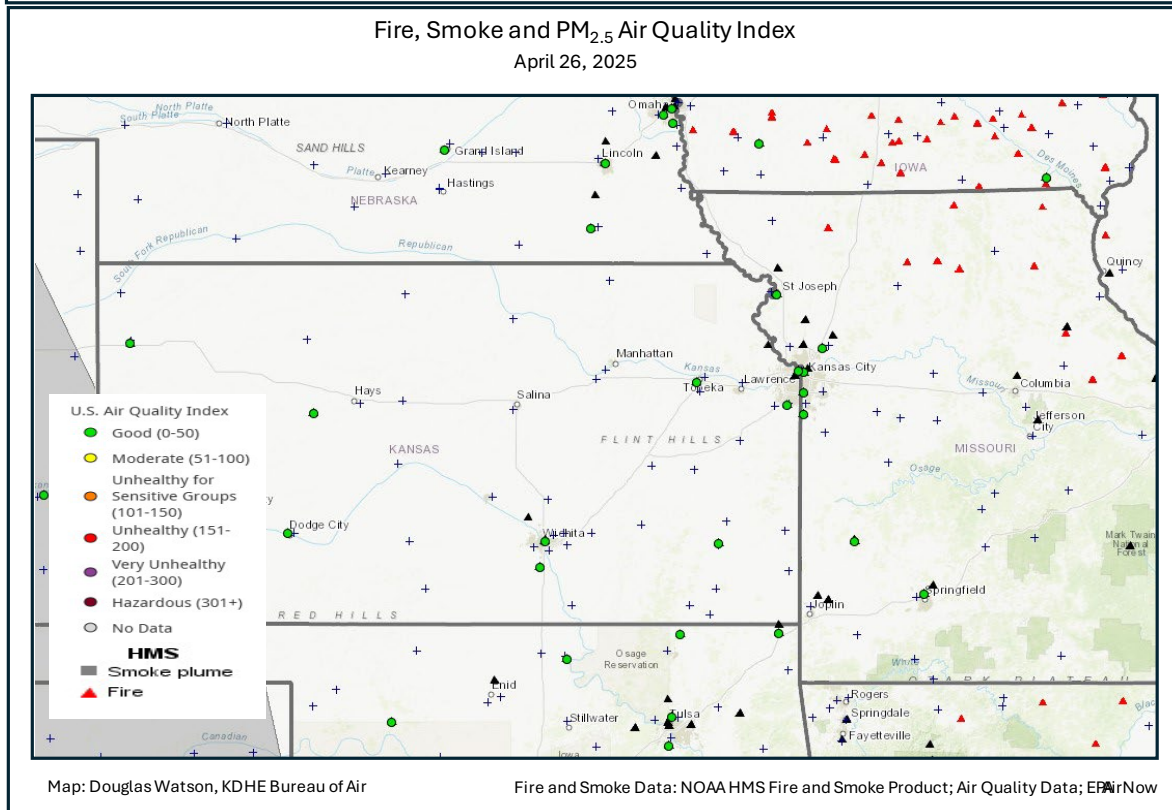 Fire, Smoke and PM2.5 Air Quality Index
April 26, 2025
North Platte
South Platte
North Platte
SAND HILLS
Platte
Kearney
Grand Island
Hastings
NEBRASKA
Omaha
Lincoln
IOWA
Des Moines
South Fork Republican
Republican
St Joseph
Quincy
Manhattan
Kansas
Topeka
Lawrence
Kansas City
Missouri
Columbia
Jefferson
City
MISSOURI
Osage
Hays
Salina
KANSAS
FLINT HILLS
Dodge City
Wichita
Mark Twain
National
Forest
Springfield
Joplin
RED HILLS
Osage
Reservation
White
OZARK PLATEAU
Enid
Stillwater
Tulsa
Rogers
Springdale
Fayetteville
Canadian
Iowa
U.S. Air Quality Index
Good (0-50)
Moderate (51-100)
Unhealthy for
Sensitive Groups
(101-150)
Unhealthy (151-
200)
Very Unhealthy
(201-300)
Hazardous (301+)
No Data
HMS
Smoke plume
Fire
Map: Douglas Watson, KDHE Bureau of Air
Fire and Smoke Data: NOAA HMS Fire and Smoke Product; Air Quality Data; EPA AirNow